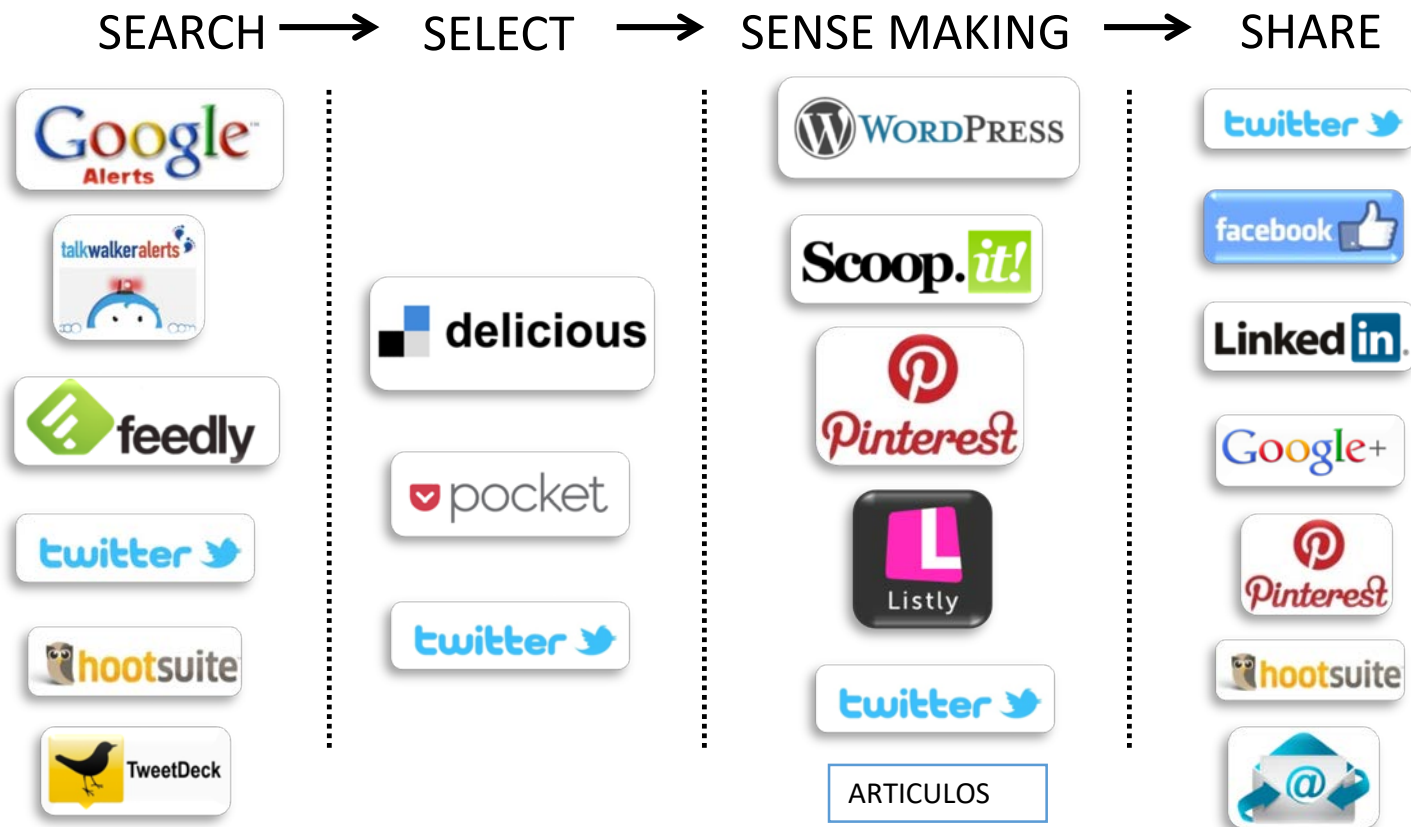 SEARCH → SELECT → SENSE MAKING → SHARE
Google™
Alerts
talkwalkeralerts
feedly
twitter
hootsuite
TweetDeck
delicious
pocket
twitter
WORDPRESS
Scoop.it!
Pinterest
Listly
twitter
ARTICULOS
twitter
facebook
Linked in
Google+
Pinterest
hootsuite
@